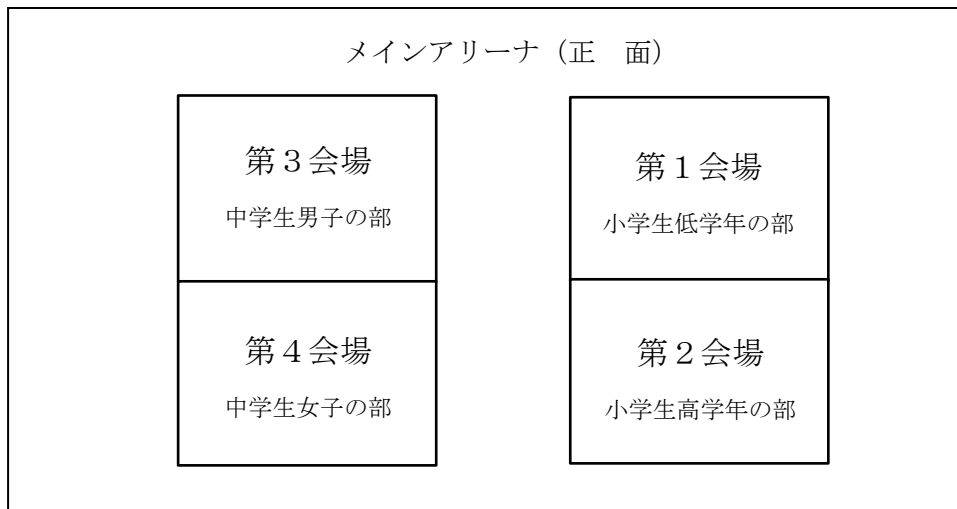 メインアリーナ（正　面）
第３会場
中学生男子の部
第１会場
小学生低学年の部
第４会場
中学生女子の部
第２会場
小学生高学年の部